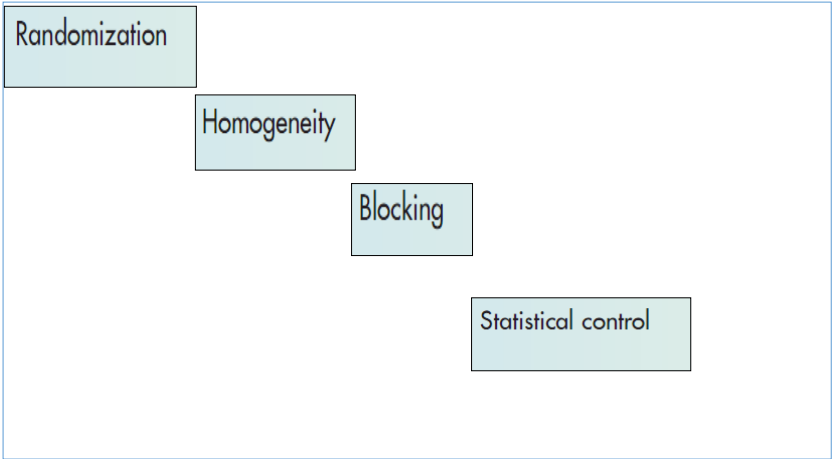 Randomization
Homogeneity
Blocking
Statistical control